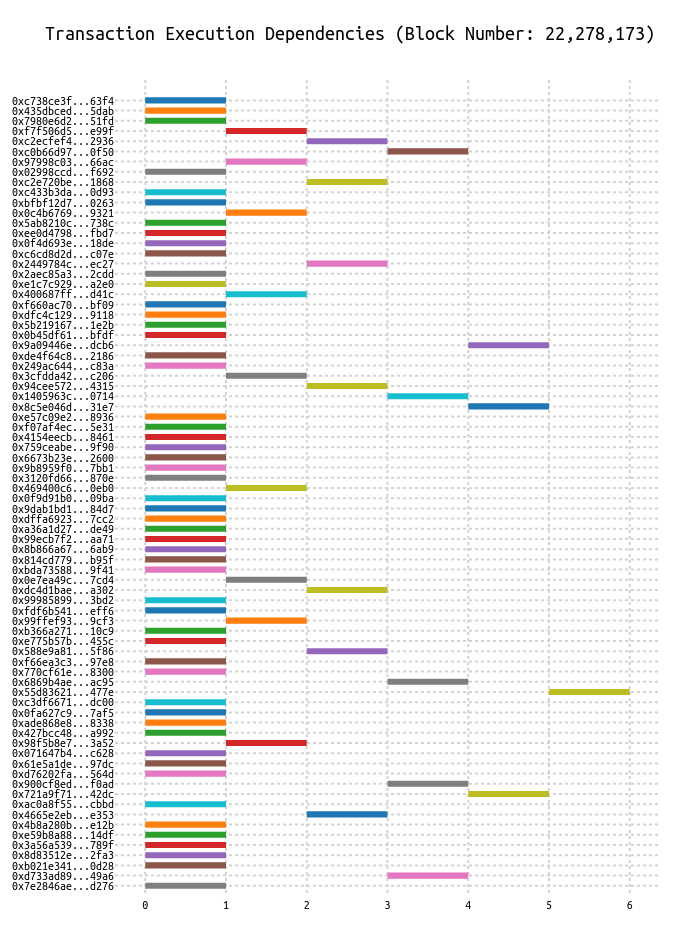 Transaction Execution Dependencies (Block Number: 22,278,173)
0xc738ce3f...63f4
0x435dbced...5dab
0x7980e6d2...51fd
0xf7f506d5...e99f
0xc2ecfef4...2936
0xc0b66d97...0f50
0x97998c03...66ac
0x02998ccd...f692
0xc2e720be...1868
0xc433b3da...0d93
0xbfbf12d7...0263
0x0c4b6769...9321
0x5ab8210c...738c
0xee0d4798...fbd7
0x0f4d693e...18de
0xc6cd8d2d...c07e
0x2449784c...ec27
0x2aec85a3...2cdd
0xe1c7c929...a2e0
0x400687ff...d41c
0xf660ac70...bf09
0xdfc4c129...9118
0x5b219167...1e2b
0x0b45df61...bfdf
0x9a09446e...dcb6
0xde4f64c8...2186
0x249ac644...c83a
0x3cfdda42...c206
0x94cee572...4315
0x1405963c...0714
0x8c5e046d...31e7
0xe57c09e2...8936
0xf07af4ec...5e31
0x4154eecb...8461
0x759ceabe...9f90
0x6673b23e...2600
0x9b8959f0...7bb1
0x3120fd66...870e
0x469400c6...0eb0
0x0f9d91b0...09ba
0x9dab1bd1...84d7
0xdffa6923...7cc2
0xa36a1d27...de49
0x99ecb7f2...aa71
0x8b866a67...6ab9
0x814cd779...b95f
0xbda73588...9f41
0x0e7ea49c...7cd4
0xdc4d1bae...a302
0x99985899...3bd2
0xfdf6b541...eff6
0x99ffef93...9cf3
0xb366a271...10c9
0xe775b57b...455c
0x588e9a81...5f86
0xf66ea3c3...97e8
0x770cf61e...8300
0x6869b4ae...ac95
0x55d83621...477e
0xc3df6671...dc00
0x0fa627c9...7af5
0xade868e8...8338
0x427bcc48...a992
0x98f5b8e7...3a52
0x071647b4...c628
0x61e5a1de...97dc
0xd76202fa...564d
0x900cf8ed...f0ad
0x721a9f71...42dc
0xac0a8f55...cbbd
0x4665e2eb...e353
0x4b8a280b...e12b
0xe59b8a88...14df
0x3a56a539...789f
0x8d83512e...2fa3
0xb021e341...0d28
0xd733ad89...49a6
0x7e2846ae...d276
0 1 2 3 4 5 6